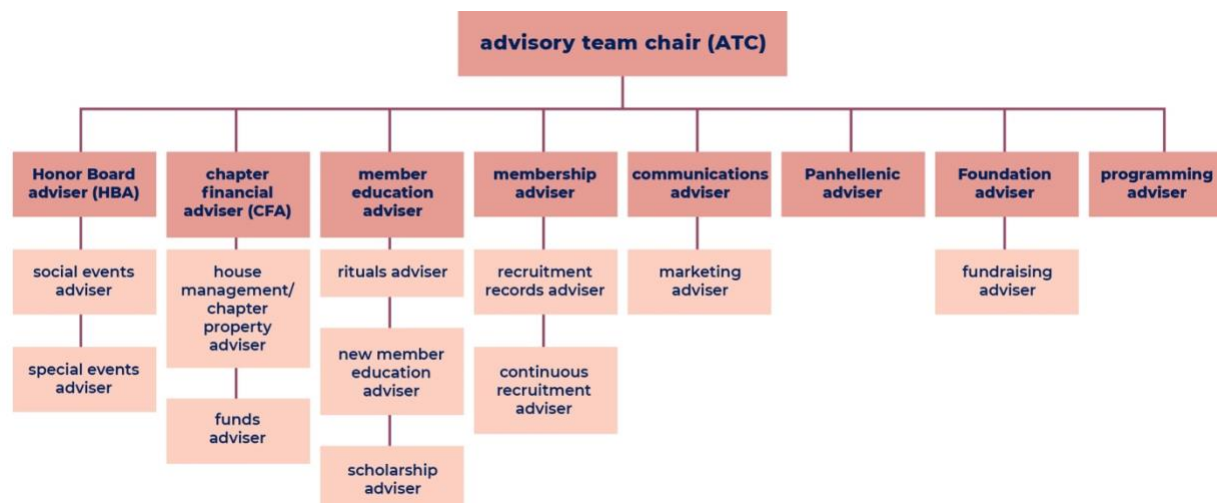 advisory team chair (ATC)
Honor Board
adviser (HBA)
chapter
financial
adviser (CFA)
member
education
adviser
membership
adviser
communications
adviser
Panhellenic
adviser
Foundation
adviser
programming
adviser
social events
adviser
house
management/
chapter
property
adviser
rituals adviser
recruitment
records adviser
marketing
adviser
fundraising
adviser
special events
adviser
new member
education
adviser
continuous
recruitment
adviser
funds
adviser
scholarship
adviser